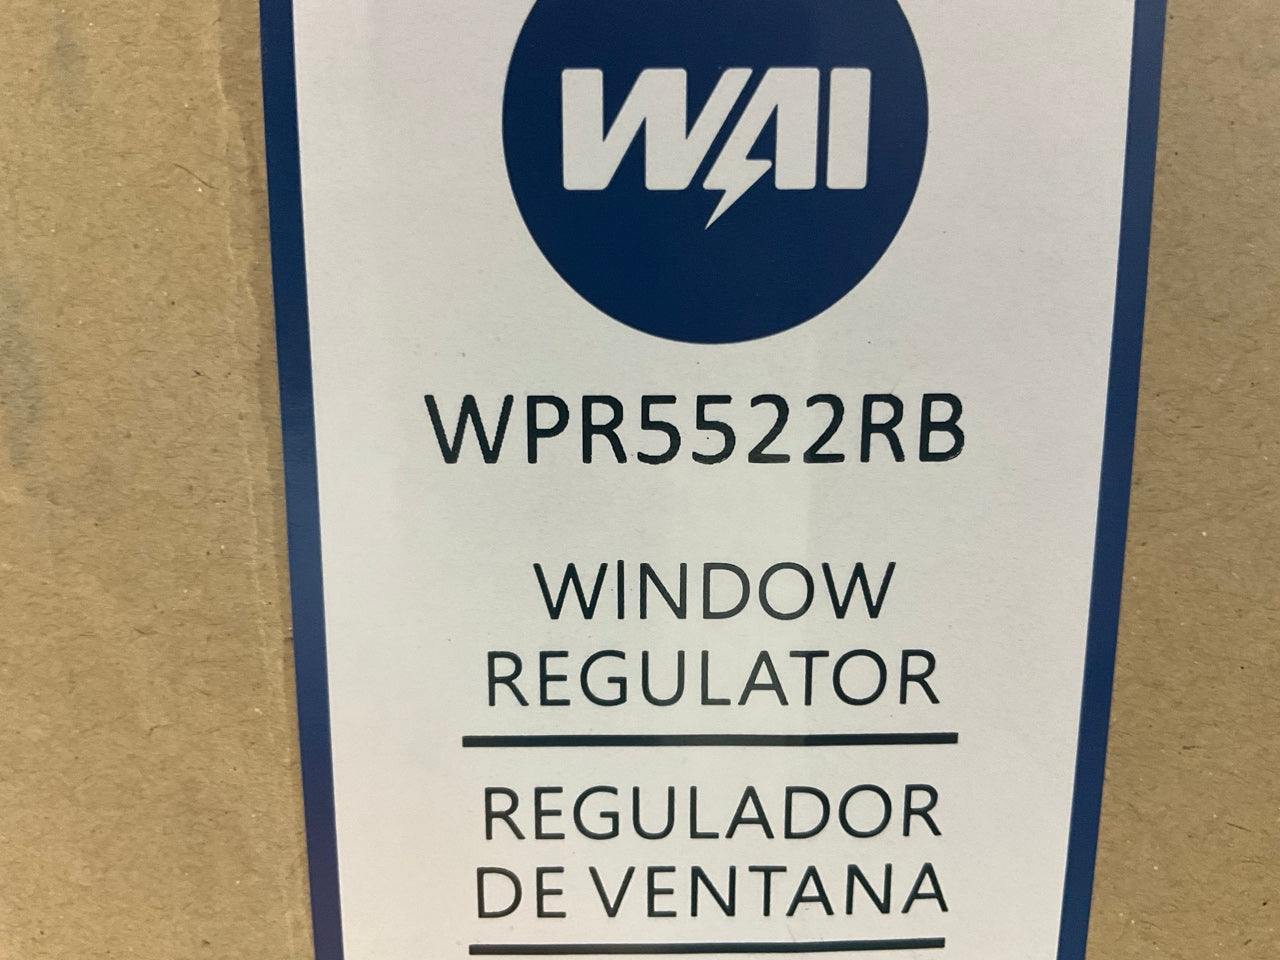 WAI
WPR5522RB
WINDOW
REGULATOR
REGULADOR
DE VENTANA